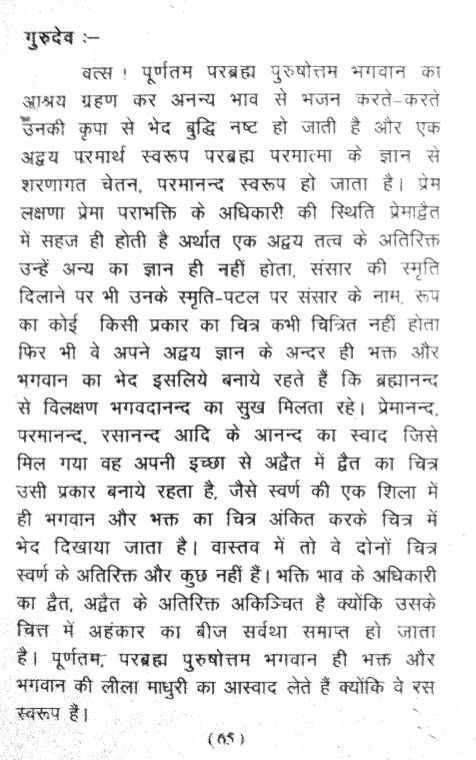 गुरुदेव :–
वत्स ! पूर्णतम परब्रह्म पुरुषोत्तम भगवान का
आश्रय ग्रहण कर अनन्य भाव से भजन करते-करते
उनकी कृपा से भेद बुद्धि नष्ट हो जाती है और एक
अद्वय परमार्थ स्वरूप परब्रह्म परमात्मा के ज्ञान से
शरणागत चेतन, परमानन्द स्वरूप हो जाता है। प्रेम
लक्षणा प्रेमा पराभक्ति के अधिकारी की स्थिति प्रेमाद्वैत
में सहज ही होती है अर्थात एक अद्वय तत्व के अतिरिक्त
उन्हें अन्य का ज्ञान ही नहीं होता, संसार की स्मृति
दिलाने पर भी उनके स्मृति-पटल पर संसार के नाम, रूप
का कोई किसी प्रकार का चित्र कभी चित्रित नहीं होता
फिर भी वे अपने अद्वय ज्ञान के अन्दर ही भक्त और
भगवान का भेद इसलिये बनाये रहते हैं कि ब्रह्मानन्द
से विलक्षण भगवदानन्द का सुख मिलता रहे। प्रेमानन्द,
परमानन्द, रसानन्द आदि के आनन्द का स्वाद जिसे
मिल गया वह अपनी इच्छा से अद्वैत में द्वैत का चित्र
उसी प्रकार बनाये रहता है, जैसे स्वर्ण की एक शिला में
ही भगवान और भक्त का चित्र अंकित करके चित्र में
भेद दिखाया जाता है। वास्तव में तो वे दोनों चित्र
स्वर्ण के अतिरिक्त और कुछ नहीं हैं। भक्ति भाव के अधिकारी
का द्वैत, अद्वैत के अतिरिक्त अकिञ्चित है क्योंकि उसके
चित्त में अहंकार का बीज सर्वथा समाप्त हो जाता
है। पूर्णतम, परब्रह्म पुरुषोत्तम भगवान ही भक्त और
भगवान की लीला माधुरी का आस्वाद लेते हैं क्योंकि वे रस
स्वरूप हैं।
(65)